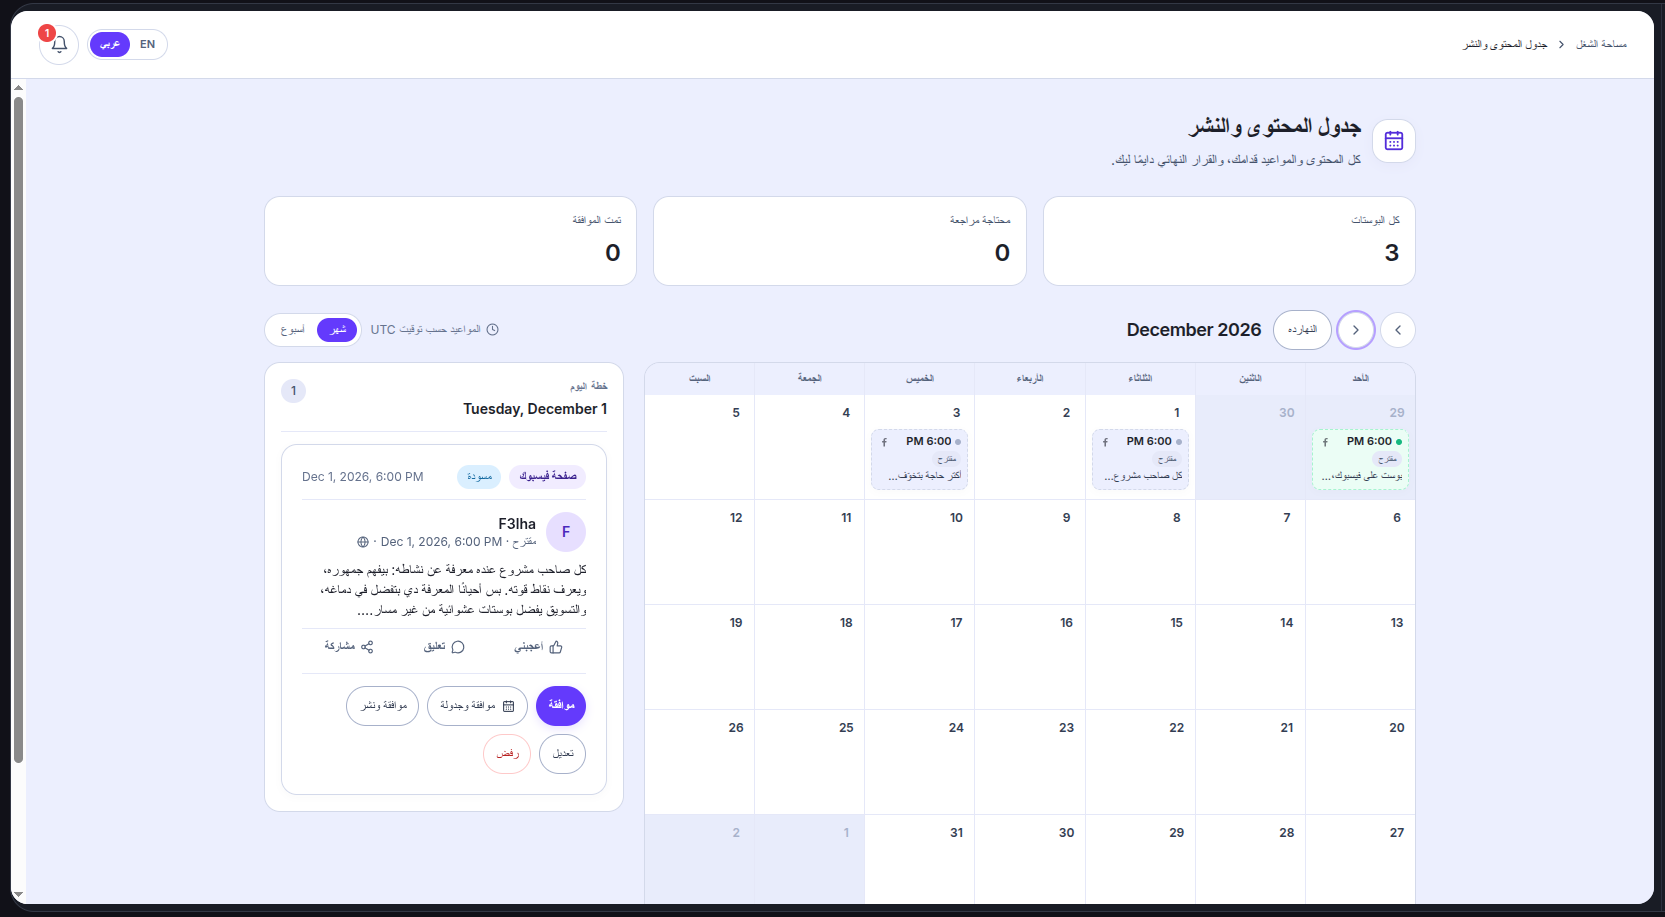 مساحة الشغل
جدول المحتوى والنشر
EN
عربي
1
جدول المحتوى والنشر
كل المحتوى والمواعيد قدامك، والقرار النهائي دايمًا ليك.
كل البوستات
3
محتاجة مراجعة
0
تمت الموافقة
0
النهارده
December 2026
المواعيد حسب توقيت UTC
شهر
أسبوع
الأحد
الاثنين
الثلاثاء
الأربعاء
الخميس
الجمعة
السبت
29
6:00 PM
مقترح
بوست على فيسبوك،...
30
1
6:00 PM
مقترح
كل صاحب مشروع...
2
3
6:00 PM
مقترح
أكتر حاجة بتخوّف...
4
5
6
7
8
9
10
11
12
13
14
15
16
17
18
19
20
21
22
23
24
25
26
27
28
29
30
31
1
2
خطة اليوم
Tuesday, December 1
1
صفحة فيسبوك
مسودة
Dec 1, 2026, 6:00 PM
F
F3lha
مقترح · Dec 1, 2026, 6:00 PM ·
كل صاحب مشروع عنده معرفة عن نشاطه: بيفهم جمهوره،
ويعرف نقاط قوته. بس أحيانًا المعرفة دي بتفضل في دماغه،
والتسويق يفضل بوستات عشوائية من غير مسار....
أعجبني
تعليق
مشاركة
موافقة
موافقة وجدولة
موافقة ونشر
تعديل
رفض